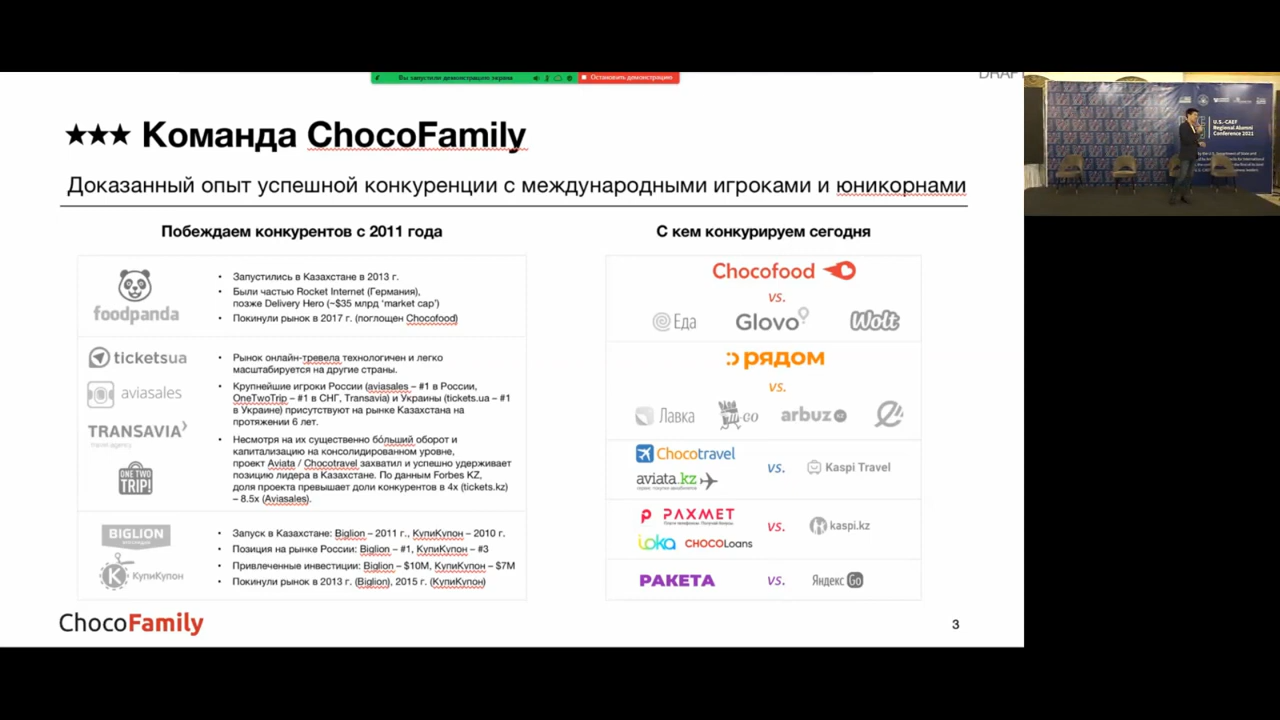 Вы запустили демонстрацию экрана
Остановить демонстрацию
DRAFT
★★★ Команда ChocoFamily
Доказанный опыт успешной конкуренции с международными игроками и юникорнами
Побеждаем конкурентов с 2011 года
foodpanda
• Запустились в Казахстане в 2013 г.
• Были частью Rocket Internet (Германия),
позже Delivery Hero (~$35 млрд ‘market cap’)
• Покинули рынок в 2017 г. (поглощен Chocofood)
ticketsua
aviasales
TRANSAVIA
travel agency
ONE TWO
TRIP!
• Рынок онлайн-тревела технологичен и легко
масштабируется на другие страны.
• Крупнейшие игроки России (aviasales – #1 в России,
OneTwoTrip – #1 в СНГ, Transavia) и Украины (tickets.ua – #1
в Украине) присутствуют на рынке Казахстана на
протяжении 6 лет.
• Несмотря на их существенно бóльший оборот и
капитализацию на консолидированном уровне,
проект Aviata / Chocotravel захватил и успешно удерживает
позицию лидера в Казахстане. По данным Forbes KZ,
доля проекта превышает доли конкурентов в 4x (tickets.kz)
– 8.5x (Aviasales).
BIGLION
КупиКупон
• Запуск в Казахстане: Biglion – 2011 г., КупиКупон – 2010 г.
• Позиция на рынке России: Biglion – #1, КупиКупон – #3
• Привлеченные инвестиции: Biglion – $10M, КупиКупон – $7M
• Покинули рынок в 2013 г. (Biglion), 2015 г. (КупиКупон)
С кем конкурируем сегодня
Chocofood
vs.
Еда Glovo Wolt
рядом
vs.
Лавка arbuz
Chocotravel
aviata.kz
vs.
Kaspi Travel
РАХМЕТ
ioka CHOCOLoans
vs.
kaspi.kz
РАКЕТА vs. Яндекс Go
ChocoFamily
3
U.S.-CAEF
Regional Alumni
Conference 2021